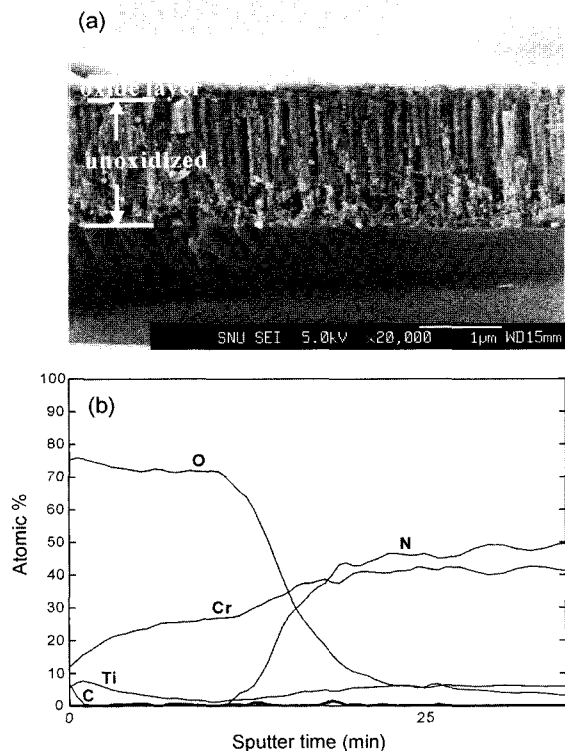 (a)
oxide layer
unoxidized
SNU SEI 5.0kV ×20,000 1μm WD15mm
(b)
100
90
80
70
60
50
40
30
20
10
0
Atomic %
O
N
Cr
Ti
C
0 25
Sputter time (min)